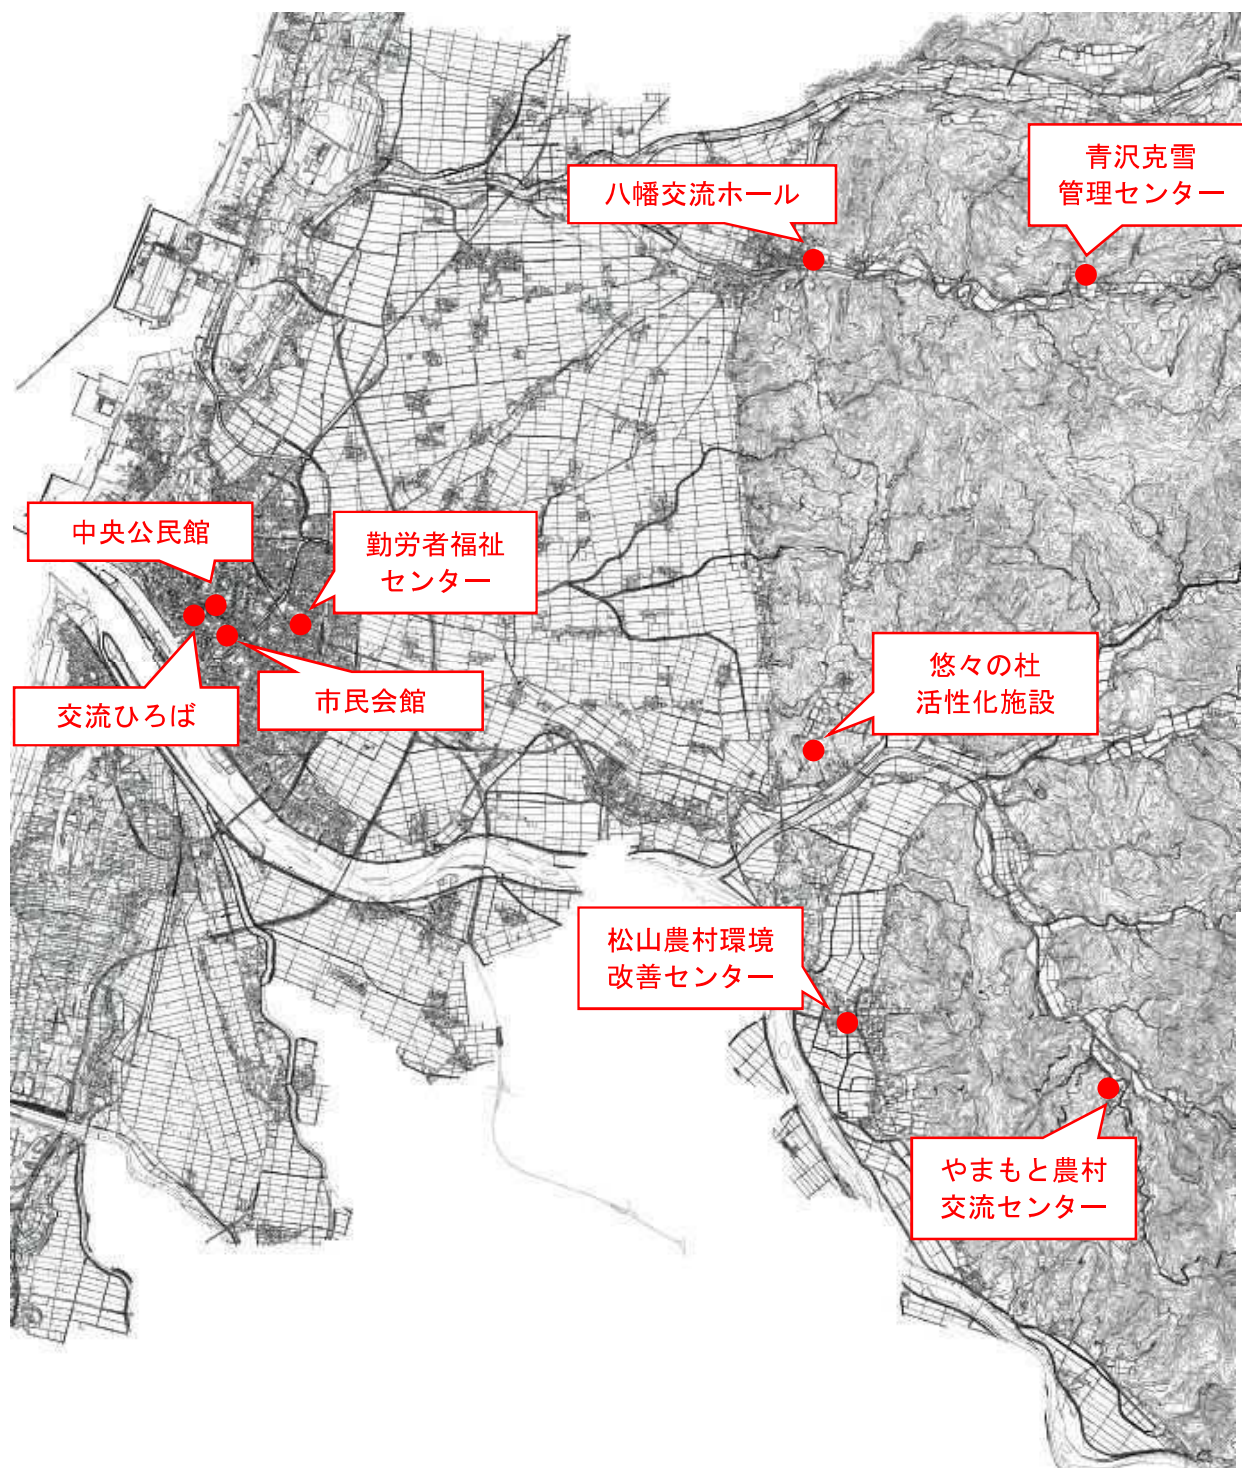 青沢克雪
管理センター
八幡交流ホール
中央公民館
勤労者福祉
センター
悠々の杜
活性化施設
市民会館
交流ひろば
松山農村環境
改善センター
やまもと農村
交流センター